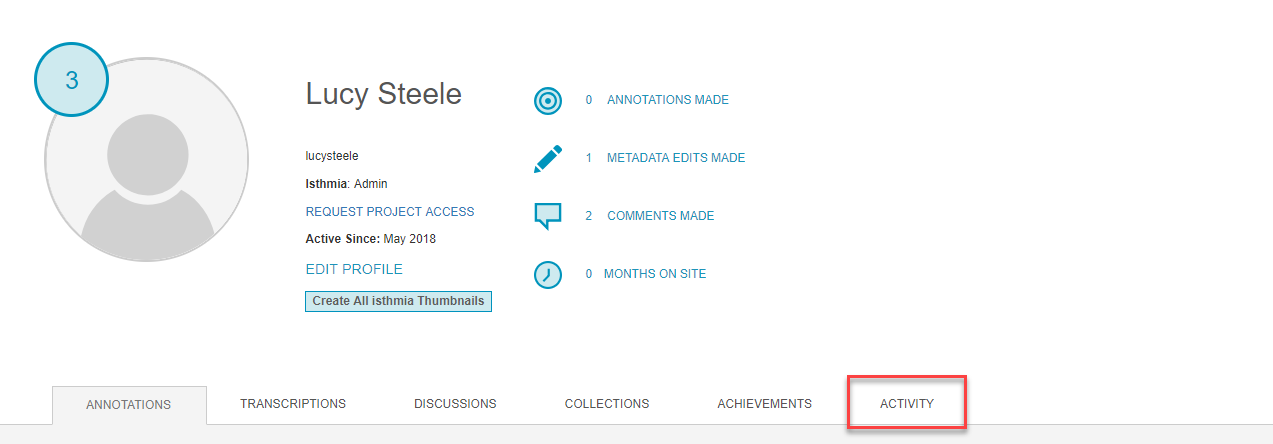 3
Lucy Steele
lucysteele
Isthmia: Admin
REQUEST PROJECT ACCESS
Active Since: May 2018
EDIT PROFILE
Create All isthmia Thumbnails
0 ANNOTATIONS MADE
1 METADATA EDITS MADE
2 COMMENTS MADE
0 MONTHS ON SITE
ANNOTATIONS TRANSCRIPTIONS DISCUSSIONS COLLECTIONS ACHIEVEMENTS ACTIVITY